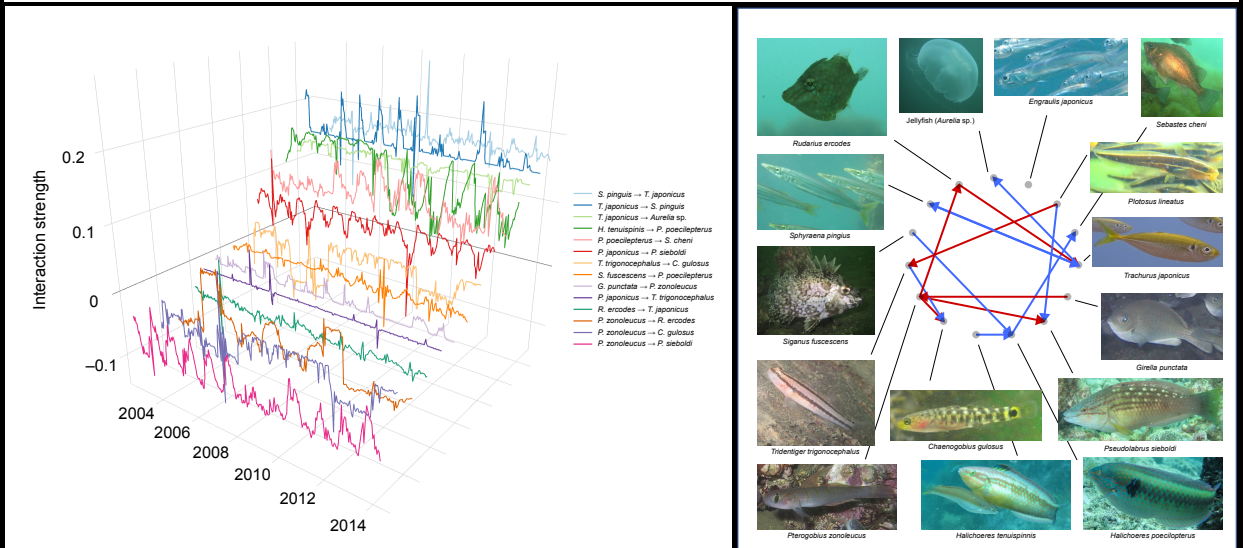 Interaction strength
0.2
0.1
0
–0.1
2004
2006
2008
2010
2012
2014
S. pinguis → T. japonicus
T. japonicus → S. pinguis
T. japonicus → Aurelia sp.
H. tenuispinis → P. poecilepterus
P. poecilepterus → S. cheni
P. japonicus → P. sieboldi
T. trigonocephalus → C. gulosus
S. fuscescens → P. poecilepterus
G. punctata → P. zonoleucus
P. japonicus → T. trigonocephalus
R. ercodes → T. japonicus
P. zonoleucus → R. ercodes
P. zonoleucus → C. gulosus
P. zonoleucus → P. sieboldi
Rudarius ercodes
Jellyfish (Aurelia sp.)
Engraulis japonicus
Sebastes cheni
Sphyraena pingius
Plotosus lineatus
Siganus fuscescens
Trachurus japonicus
Girella punctata
Tridentiger trigonocephalus
Chaenogobius gulosus
Pseudolabrus sieboldi
Pterogobius zonoleucus
Halichoeres tenuispinnis
Halichoeres poecilopterus